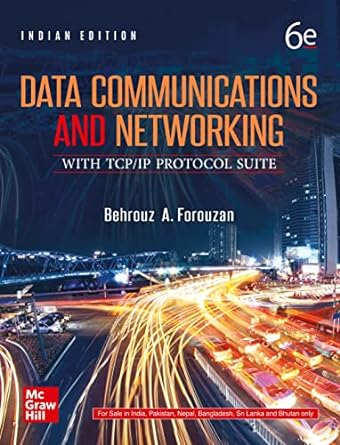 INDIAN EDITION
6e
DATA COMMUNICATIONS
AND NETWORKING
WITH TCP/IP PROTOCOL SUITE
Behrouz A. Forouzan
Mc
Graw
Hill
For Sale in India, Pakistan, Nepal, Bangladesh, Sri Lanka and Bhutan only